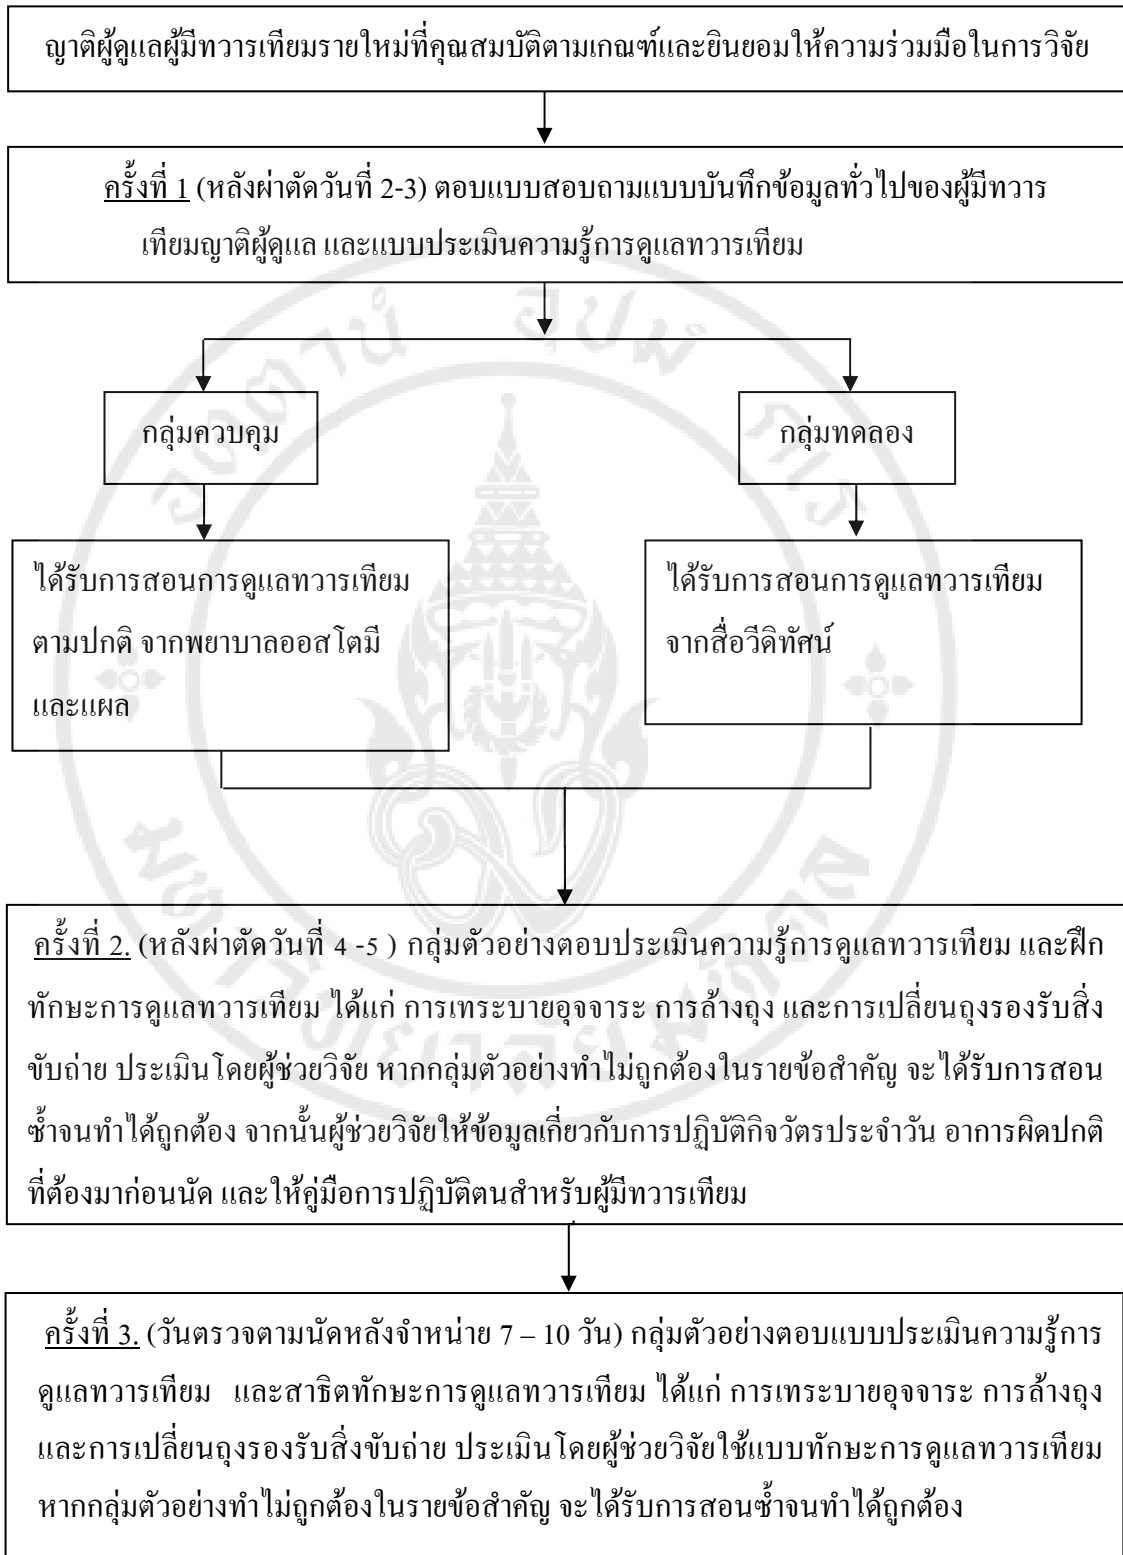 ญาติผู้ดูแลผู้มีทวารเทียมรายใหม่ที่คุณสมบัติตามเกณฑ์และยินยอมให้ความร่วมมือในการวิจัย
ครั้งที่ 1 (หลังผ่าตัดวันที่ 2-3) ตอบแบบสอบถามแบบบันทึกข้อมูลทั่วไปของผู้มีทวาร
เทียมญาติผู้ดูแล และแบบประเมินความรู้การดูแลทวารเทียม
กลุ่มควบคุม
กลุ่มทดลอง
ได้รับการสอนการดูแลทวารเทียม
ตามปกติ จากพยาบาลออสโตมี
และแผล
ได้รับการสอนการดูแลทวารเทียม
จากสื่อวีดิทัศน์
ครั้งที่ 2. (หลังผ่าตัดวันที่ 4 -5 ) กลุ่มตัวอย่างตอบประเมินความรู้การดูแลทวารเทียม และฝึก
ทักษะการดูแลทวารเทียม ได้แก่ การเทระบายอุจจาระ การล้างถุง และการเปลี่ยนถุงรองรับสิ่ง
ขับถ่าย ประเมินโดยผู้ช่วยวิจัย หากกลุ่มตัวอย่างทำไม่ถูกต้องในรายข้อสำคัญ จะได้รับการสอน
ซ้ำจนทำได้ถูกต้อง จากนั้นผู้ช่วยวิจัยให้ข้อมูลเกี่ยวกับการปฏิบัติกิจวัตรประจำวัน อาการผิดปกติ
ที่ต้องมาก่อนนัด และให้คู่มือการปฏิบัติตนสำหรับผู้มีทวารเทียม
ครั้งที่ 3. (วันตรวจตามนัดหลังจำหน่าย 7 – 10 วัน) กลุ่มตัวอย่างตอบแบบประเมินความรู้การ
ดูแลทวารเทียม และสาธิตทักษะการดูแลทวารเทียม ได้แก่ การเทระบายอุจจาระ การล้างถุง
และการเปลี่ยนถุงรองรับสิ่งขับถ่าย ประเมินโดยผู้ช่วยวิจัยใช้แบบทักษะการดูแลทวารเทียม
หากกลุ่มตัวอย่างทำไม่ถูกต้องในรายข้อสำคัญ จะได้รับการสอนซ้ำจนทำได้ถูกต้อง
อตฺตานํ อุปมํ กเร
มหาวิทยาลัยมหิดล